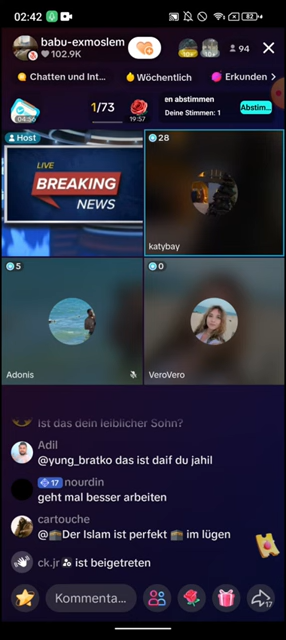 02:42
82
babu-exmoslem
102.9K
10+
10+
94
Chatten und Int...
Wöchentlich
Erkunden
04:56
1/73
19:57
en abstimmen
Deine Stimmen: 1
Abstim...
Host
LIVE
BREAKING
NEWS
28
katybay
5
Adonis
0
VeroVero
Ist das dein leiblicher Sohn?
Adil
@yung_bratko das ist daif du jahil
17 nourdin
geht mal besser arbeiten
cartouche
@🕋Der Islam ist perfekt 🕋 im lügen
ck.jr ist beigetreten
Kommenta...
17